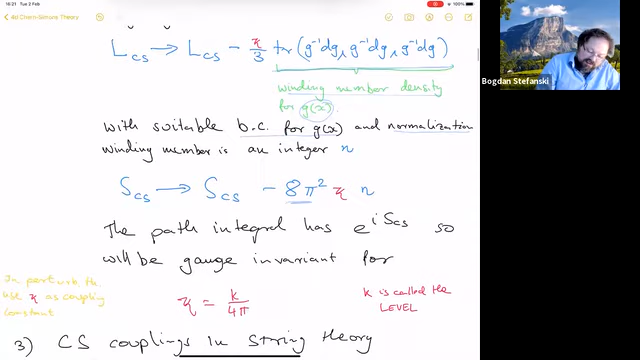 16:21 Tue 2 Feb
4d Chern-Simons Theory
L_CS → L_CS - ϰ/3 tr (g⁻¹dg ∧ g⁻¹dg ∧ g⁻¹dg)
winding number density
for g(x).
With suitable b.c. for g(x) and normalization
winding number is an integer n
S_CS → S_CS - 8π² ϰ n
The path integral has e^{i S_CS} so
will be gauge invariant for
In perturb. th.
use ϰ as coupling
constant
ϰ = k/4π
k is called the
LEVEL
3) CS couplings in String theory
Bogdan Stefanski